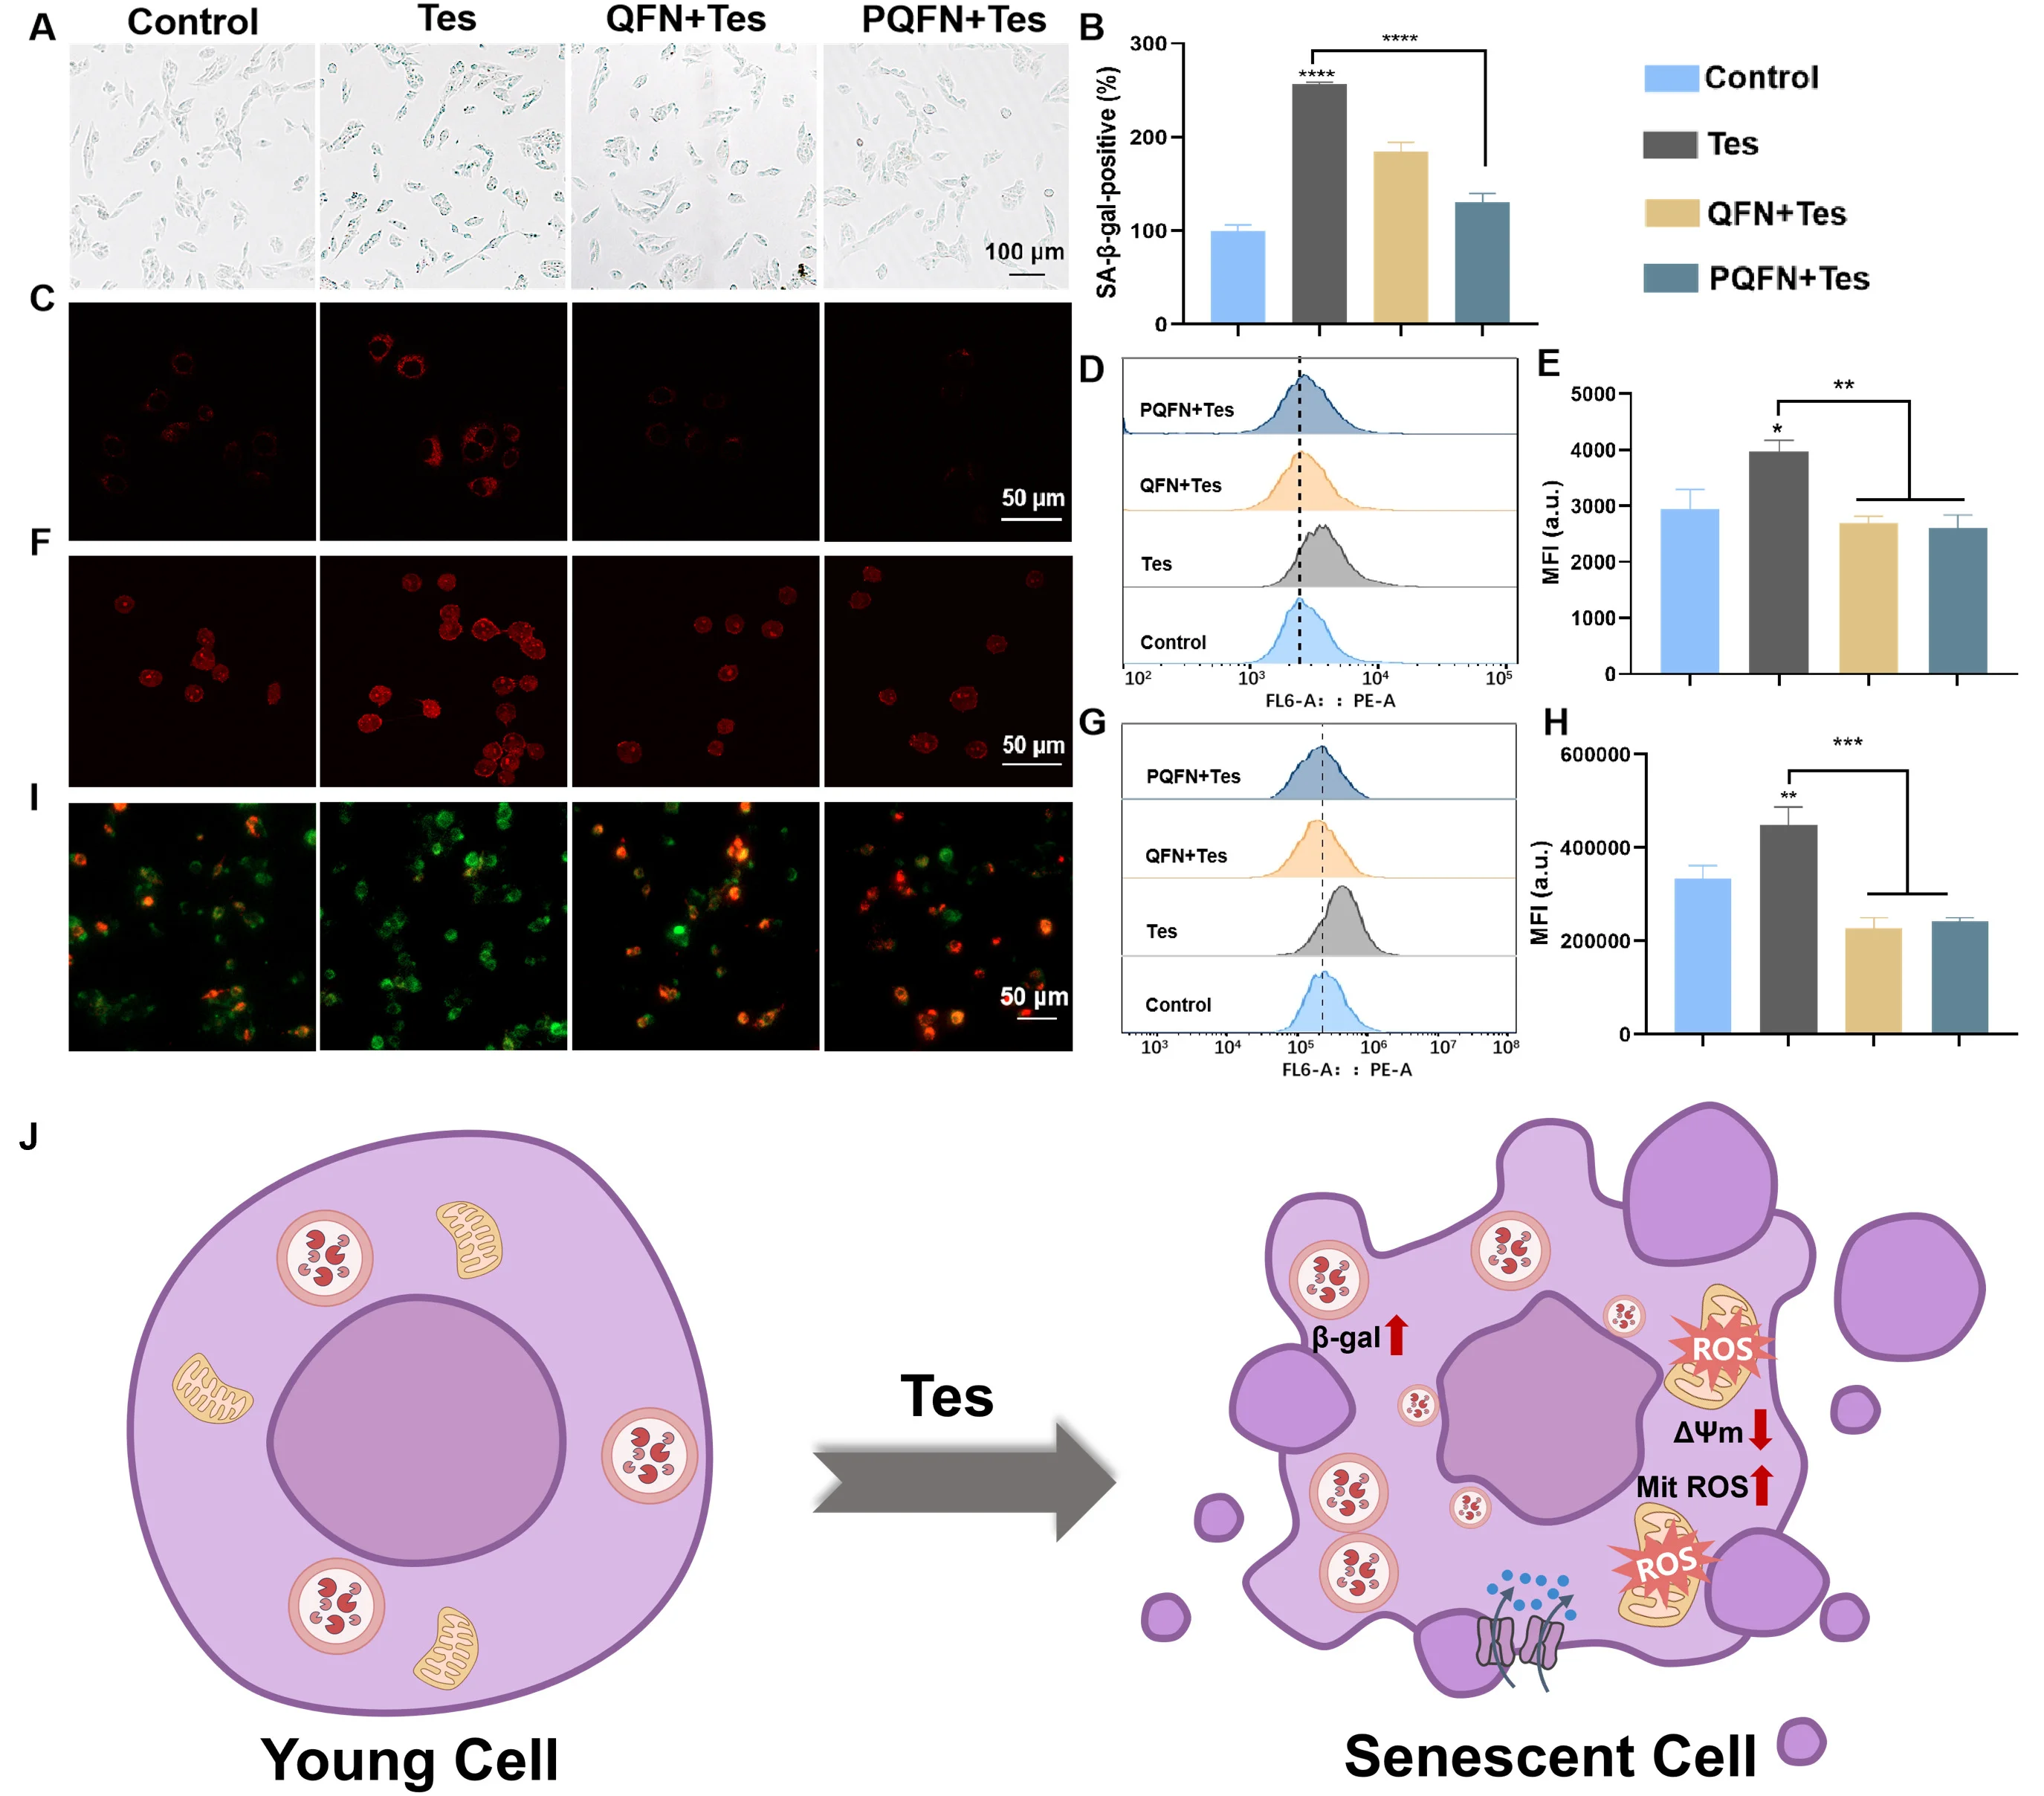 A
Control
Tes
QFN+Tes
PQFN+Tes
100 μm
B
SA-β-gal-positive (%)
300
200
100
0
****
****
Control
Tes
QFN+Tes
PQFN+Tes
C
50 μm
D
PQFN+Tes
QFN+Tes
Tes
Control
10² 10³ 10⁴ 10⁵
FL6-A: : PE-A
E
MFI (a.u.)
5000
4000
3000
2000
1000
0
*
**
F
50 μm
G
PQFN+Tes
QFN+Tes
Tes
Control
10³ 10⁴ 10⁵ 10⁶ 10⁷ 10⁸
FL6-A: : PE-A
H
MFI (a.u.)
600000
400000
200000
0
**
***
I
50 μm
J
Tes
β-gal
ROS
ΔΨm
Mit ROS
ROS
Young Cell
Senescent Cell